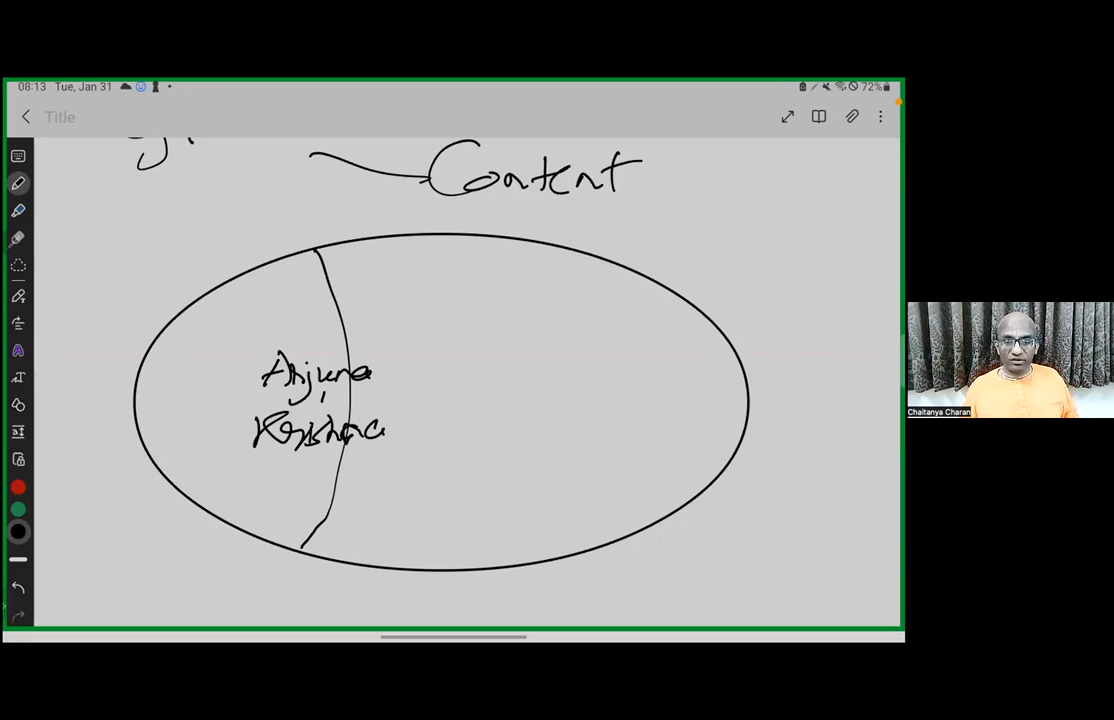 08:13 Tue, Jan 31 72%
Title
Content
Arjuna
Krishna
Chaitanya Charan